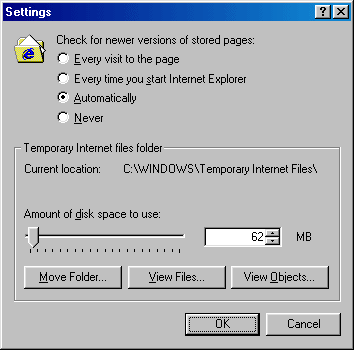 Settings
Check for newer versions of stored pages:
Every visit to the page
Every time you start Internet Explorer
Automatically
Never
Temporary Internet files folder
Current location: C:\WINDOWS\Temporary Internet Files\
Amount of disk space to use:
62 MB
Move Folder... View Files... View Objects...
OK Cancel